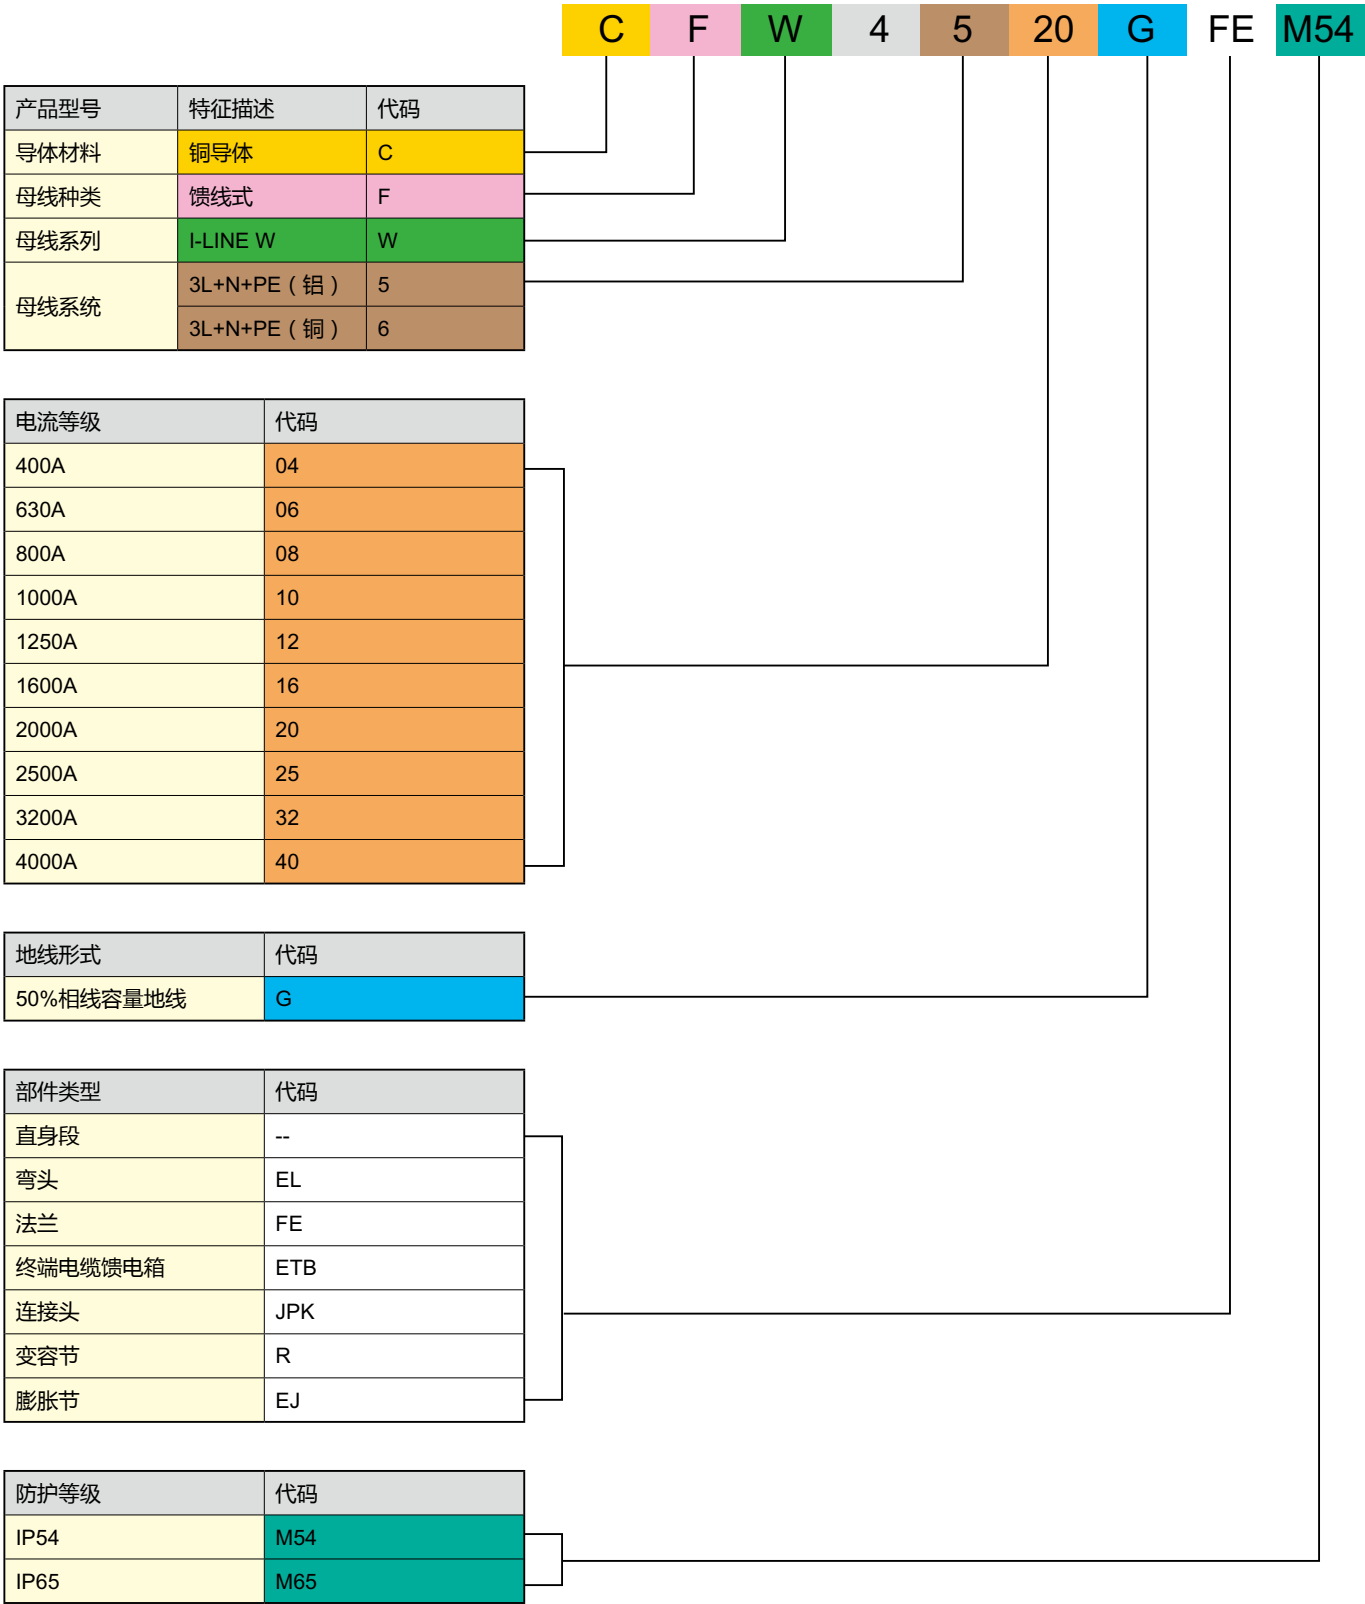 C F W 4 5 20 G FE M54
产品型号 特征描述 代码
导体材料 铜导体 C
母线种类 馈线式 F
母线系列 I-LINE W W
母线系统 3L+N+PE（铝） 5
3L+N+PE（铜） 6
电流等级 代码
400A 04
630A 06
800A 08
1000A 10
1250A 12
1600A 16
2000A 20
2500A 25
3200A 32
4000A 40
地线形式 代码
50%相线容量地线 G
部件类型 代码
直身段 --
弯头 EL
法兰 FE
终端电缆馈电箱 ETB
连接头 JPK
变容节 R
膨胀节 EJ
防护等级 代码
IP54 M54
IP65 M65